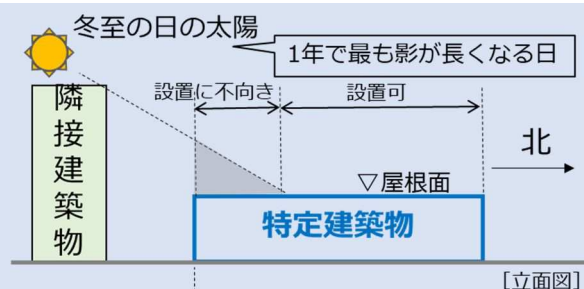 冬至の日の太陽
1年で最も影が長くなる日
設置に不向き
設置可
隣接建築物
北
▽屋根面
特定建築物
[立面図]